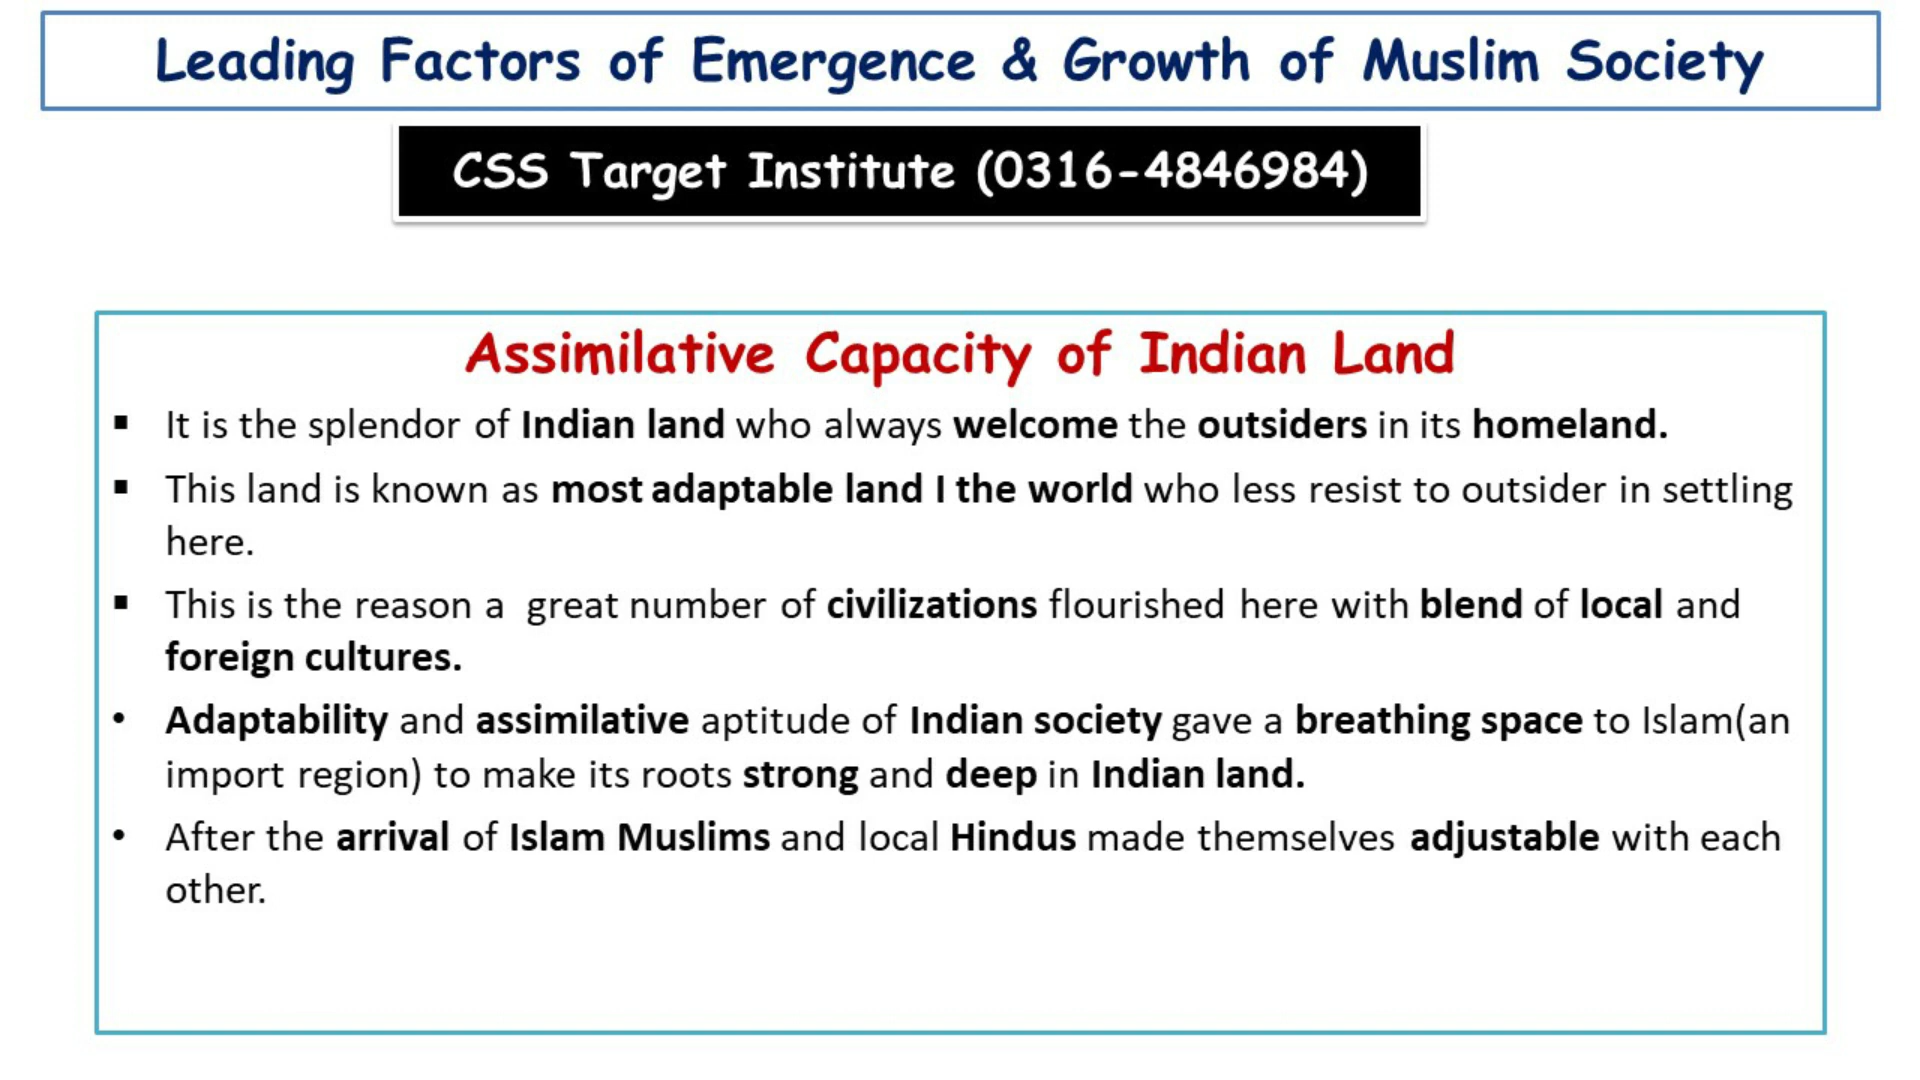 Leading Factors of Emergence & Growth of Muslim Society
CSS Target Institute (0316-4846984)
Assimilative Capacity of Indian Land
▪ It is the splendor of Indian land who always welcome the outsiders in its homeland.
▪ This land is known as most adaptable land I the world who less resist to outsider in settling
here.
▪ This is the reason a  great number of civilizations flourished here with blend of local and
foreign cultures.
• Adaptability and assimilative aptitude of Indian society gave a breathing space to Islam(an
import region) to make its roots strong and deep in Indian land.
• After the arrival of Islam Muslims and local Hindus made themselves adjustable with each
other.